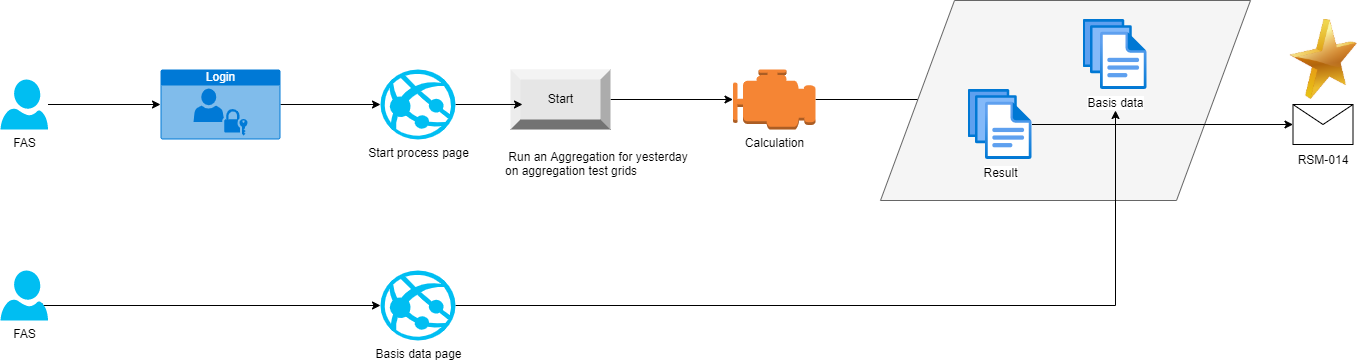 Login
Start
FAS
Start process page
Run an Aggregation for yesterday
on aggregation test grids
Calculation
Basis data
Result
RSM-014
FAS
Basis data page